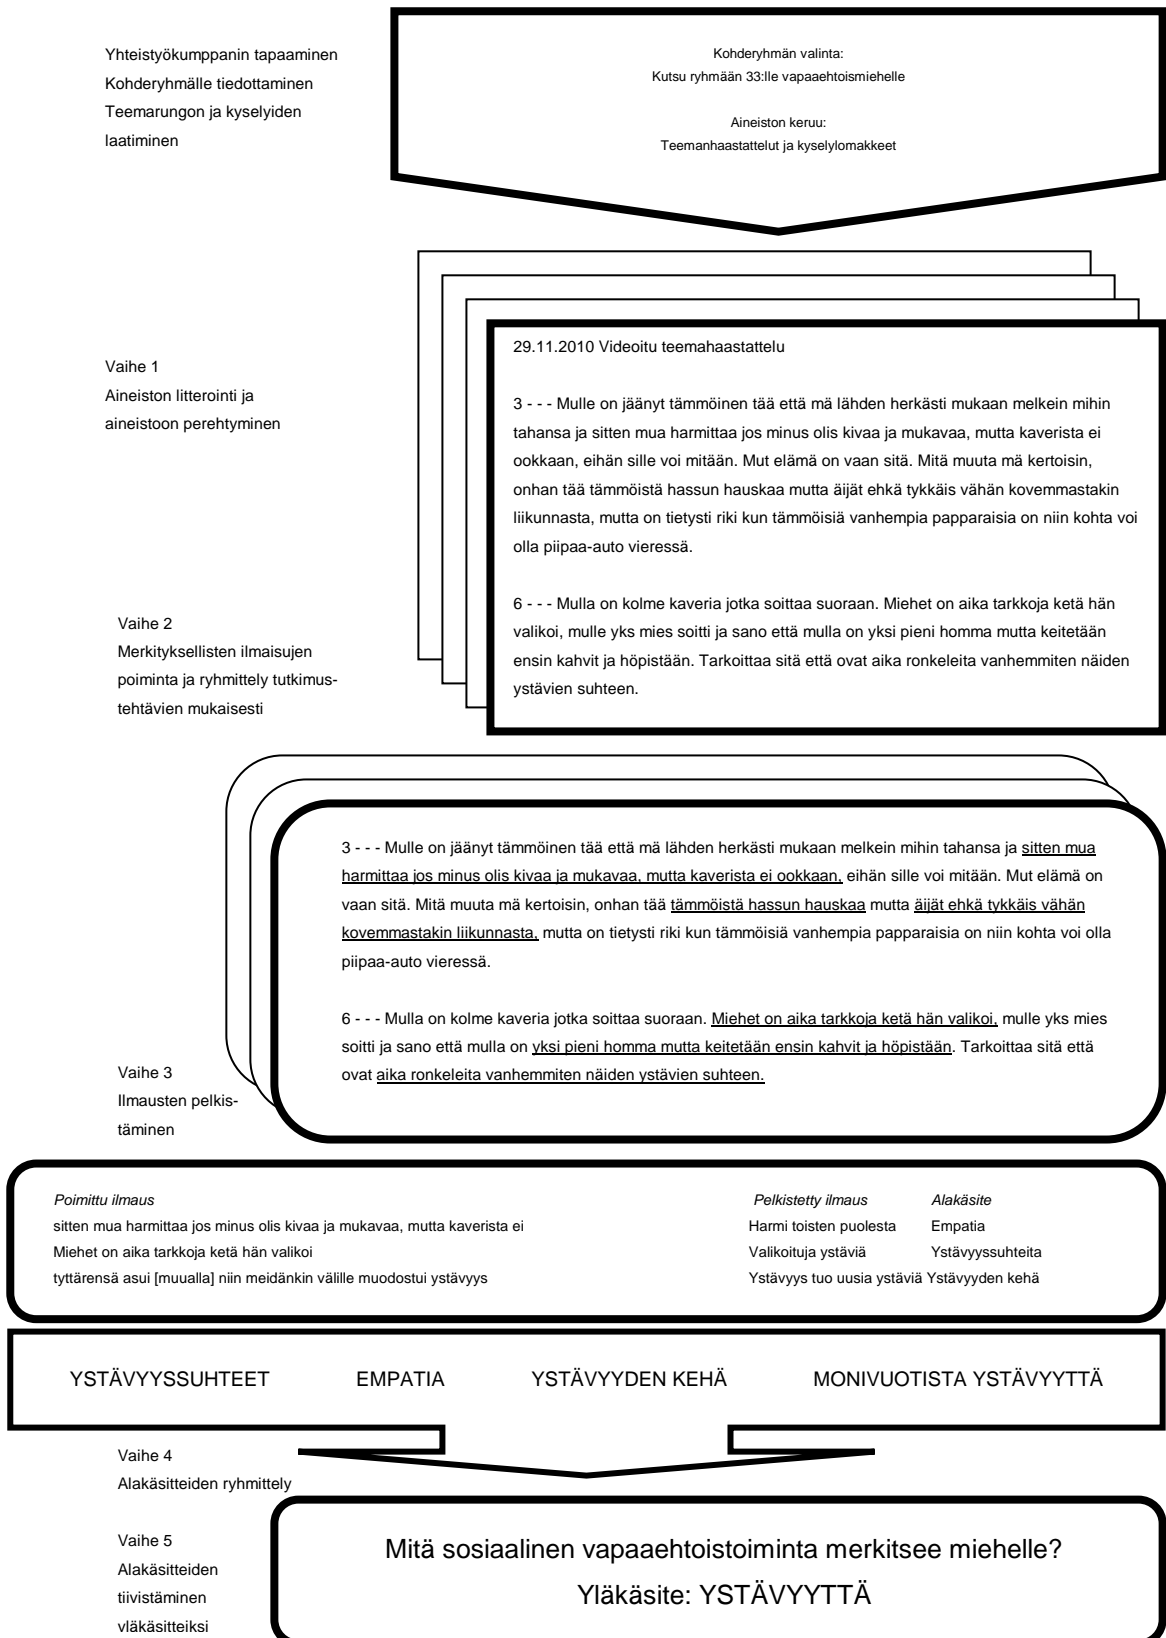 Yhteistyökumppanin tapaaminen
Kohderyhmälle tiedottaminen
Teemarungon ja kyselyiden
laatiminen
Kohderyhmän valinta:
Kutsu ryhmään 33:lle vapaaehtoismiehelle
Aineiston keruu:
Teemanhaastattelut ja kyselylomakkeet
Vaihe 1
Aineiston litterointi ja
aineistoon perehtyminen
29.11.2010 Videoitu teemahaastattelu
3 - - - Mulle on jäänyt tämmöinen tää että mä lähden herkästi mukaan melkein mihin
tahansa ja sitten mua harmittaa jos minus olis kivaa ja mukavaa, mutta kaverista ei
ookkaan, eihän sille voi mitään. Mut elämä on vaan sitä. Mitä muuta mä kertoisin,
onhan tää tämmöistä hassun hauskaa mutta äijät ehkä tykkäis vähän kovemmastakin
liikunnasta, mutta on tietysti riki kun tämmöisiä vanhempia papparaisia on niin kohta voi
olla piipaa-auto vieressä.
6 - - - Mulla on kolme kaveria jotka soittaa suoraan. Miehet on aika tarkkoja ketä hän
valikoi, mulle yks mies soitti ja sano että mulla on yksi pieni homma mutta keitetään
ensin kahvit ja höpistään. Tarkoittaa sitä että ovat aika ronkeleita vanhemmiten näiden
ystävien suhteen.
Vaihe 2
Merkityksellisten ilmaisujen
poiminta ja ryhmittely tutkimus-
tehtävien mukaisesti
3 - - - Mulle on jäänyt tämmöinen tää että mä lähden herkästi mukaan melkein mihin tahansa ja sitten mua
harmittaa jos minus olis kivaa ja mukavaa, mutta kaverista ei ookkaan, eihän sille voi mitään. Mut elämä on
vaan sitä. Mitä muuta mä kertoisin, onhan tää tämmöistä hassun hauskaa mutta äijät ehkä tykkäis vähän
kovemmastakin liikunnasta, mutta on tietysti riki kun tämmöisiä vanhempia papparaisia on niin kohta voi olla
piipaa-auto vieressä.
6 - - - Mulla on kolme kaveria jotka soittaa suoraan. Miehet on aika tarkkoja ketä hän valikoi, mulle yks mies
soitti ja sano että mulla on yksi pieni homma mutta keitetään ensin kahvit ja höpistään. Tarkoittaa sitä että
ovat aika ronkeleita vanhemmiten näiden ystävien suhteen.
Vaihe 3
Ilmausten pelkis-
täminen
Poimittu ilmaus Pelkistetty ilmaus Alakäsite
sitten mua harmittaa jos minus olis kivaa ja mukavaa, mutta kaverista ei Harmi toisten puolesta Empatia
Miehet on aika tarkkoja ketä hän valikoi Valikoituja ystäviä Ystävyyssuhteita
tyttärensä asui [muualla] niin meidänkin välille muodostui ystävyys Ystävyys tuo uusia ystäviä Ystävyyden kehä
YSTÄVYYSSUHTEET EMPATIA YSTÄVYYDEN KEHÄ MONIVUOTISTA YSTÄVYYTTÄ
Vaihe 4
Alakäsitteiden ryhmittely
Vaihe 5
Alakäsitteiden
tiivistäminen
yläkäsitteiksi
Mitä sosiaalinen vapaaehtoistoiminta merkitsee miehelle?
Yläkäsite: YSTÄVYYTTÄ